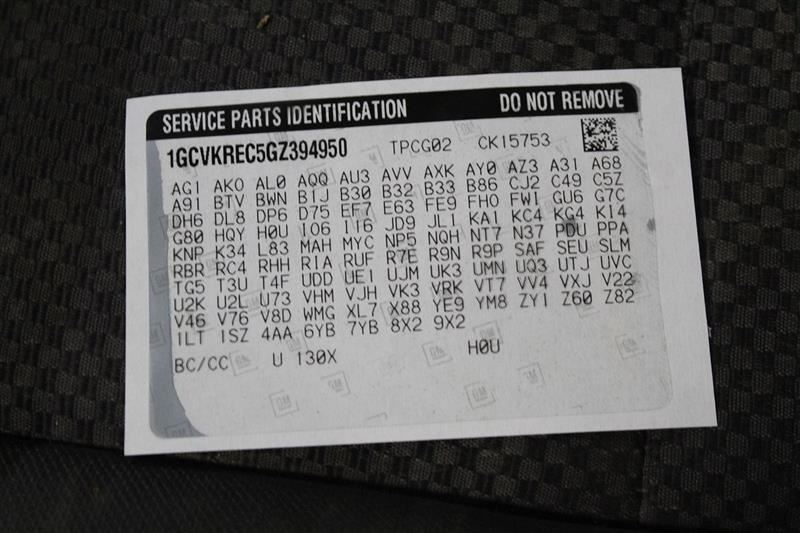 SERVICE PARTS IDENTIFICATION DO NOT REMOVE
1GCVKREC5GZ394950 TPCG02 CK15753
AG1 AKO AL0 AQQ AU3 AVV AXK AY0 AZ3 A31 A68
A91 BTV BWN B1J B30 B32 B33 B86 CJ2 C49 C5Z
DH6 DL8 DP6 D75 EF7 E63 FE9 FHO FW1 GU6 G7C
G80 HQY H0U IO6 I16 JD9 JL1 KA1 KC4 KG4 K14
KNP K34 L83 MAH MYC NP5 NQH NT7 N37 PDU PPA
RBR RC4 RHH R1A RUF R7E R9N R9P SAF SEU SLM
TG5 T3U T4F UDD UE1 UJM UK3 UMN UQ3 UTJ UVC
U2K U2L U73 VHM VJH VK3 VRK VT7 VV4 VXJ V22
V46 V76 V8D WMG XL7 X88 YE9 YM8 ZY1 Z60 Z82
1LT 1SZ 4AA 6YB 7YB 8X2 9X2
BC/CC U 130X H0U